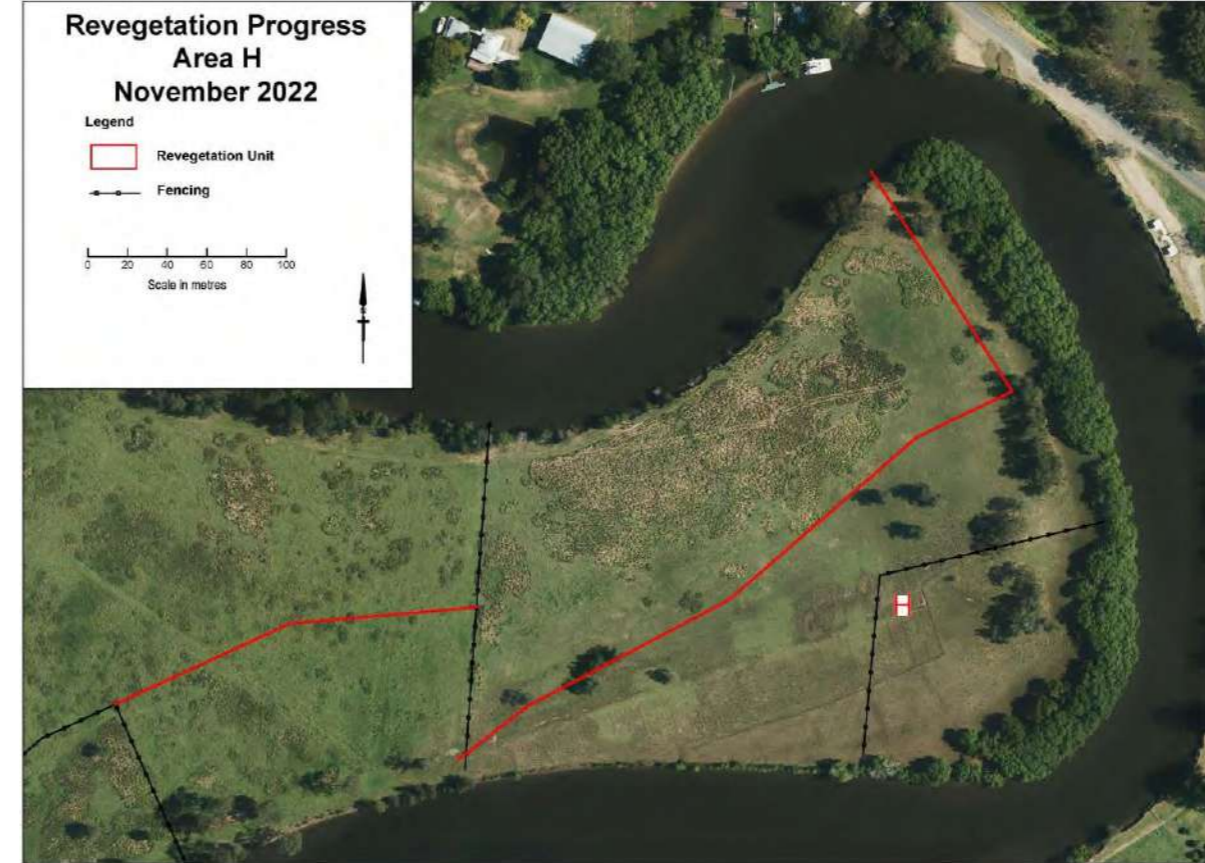 Revegetation Progress
Area H
November 2022
Legend
Revegetation Unit
Fencing
0 20 40 60 80 100
Scale in metres